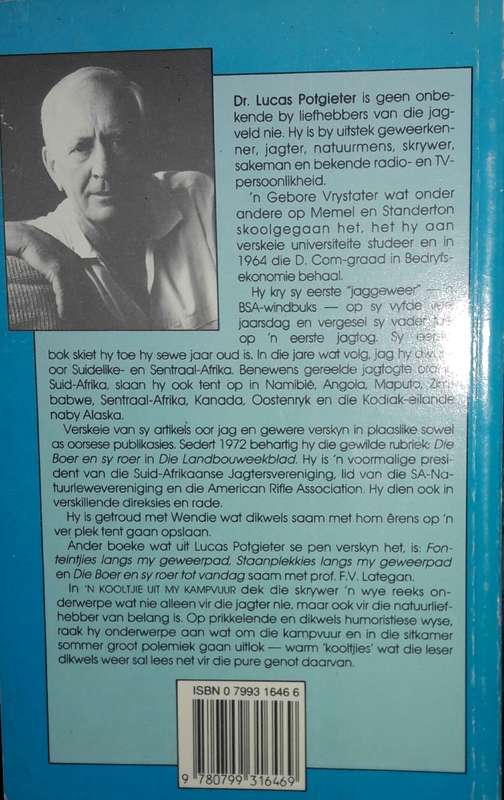 Dr. Lucas Potgieter is geen onbe-
kende by liefhebbers van die jag-
veld nie. Hy is by uitstek geweerken-
ner, jagter, natuurmens, skrywer,
sakeman en bekende radio- en TV-
persoonlikheid.
'n Gebore Vrystater wat onder
andere op Memel en Standerton
skoolgegaan het, het hy aan
verskeie universiteite studeer en in
1964 die D. Com-graad in Bedryfs-
ekonomie behaal.
Hy kry sy eerste "jaggeweer" —
BSA-windbuks — op sy vyfde
jaarsdag en vergesel sy vader
op 'n eerste jagtog. Sy
bok skiet hy toe hy sewe jaar oud is. In die jare wat volg, jag hy
oor Suidelike- en Sentraal-Afrika. Benewens gereelde jagtogte
Suid-Afrika, slaan hy ook tent op in Namibië, Angola, Maputo, Zim-
babwe, Sentraal-Afrika, Kanada, Oostenryk en die Kodiak-eilande
naby Alaska.
Verskeie van sy artikels oor jag en gewere verskyn in plaaslike sowel
as oorsese publikasies. Sedert 1972 behartig hy die gewilde rubriek: Die
Boer en sy roer in Die Landbouweekblad. Hy is 'n voormalige presi-
dent van die Suid-Afrikaanse Jagtersvereniging, lid van die SA-Na-
tuurlewevereniging en die American Rifle Association. Hy dien ook in
verskillende direksies en rade.
Hy is getroud met Wendie wat dikwels saam met hom êrens op 'n
ver plek tent gaan opslaan.
Ander boeke wat uit Lucas Potgieter se pen verskyn het, is: Fon-
teintjies langs my geweerpad, Staanplekkies langs my geweerpad
en Die Boer en sy roer tot vandag saam met prof. F.V. Lategan.
In 'N KOOLTJIE UIT MY KAMPVUUR dek die skrywer 'n wye reeks on-
derwerpe wat nie alleen vir die jagter nie, maar ook vir die natuurlief-
hebber van belang is. Op prikkelende en dikwels humoristiese wyse,
raak hy onderwerpe aan wat om die kampvuur en in die sitkamer
sommer groot polemiek gaan uitlok — warm 'kooltjies' wat die leser
dikwels weer sal lees net vir die pure genot daarvan.
ISBN 0 7993 1646 6
9 780799 316469